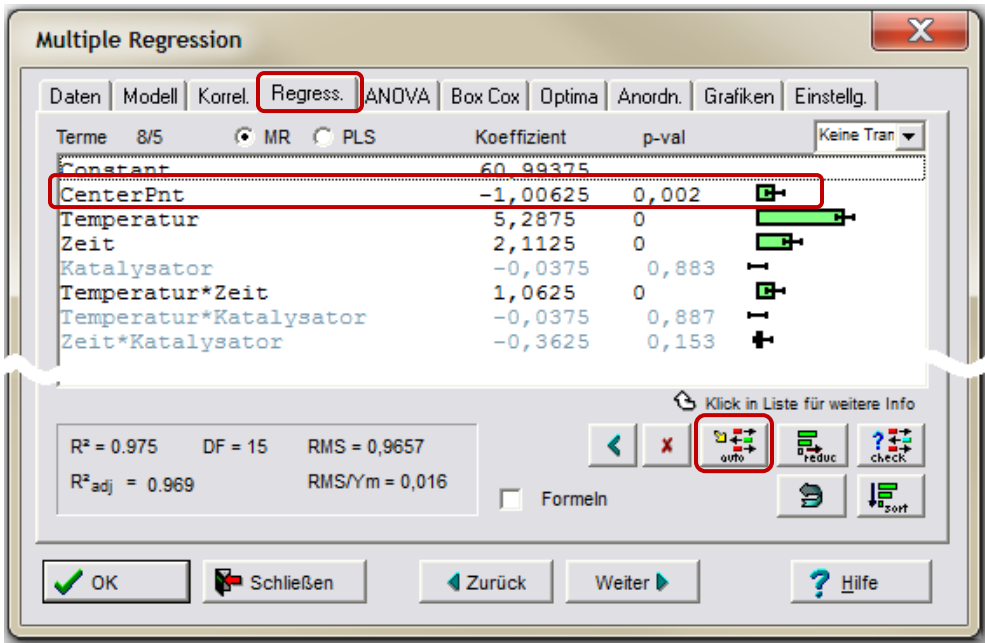 Multiple Regression
Daten Modell Korrel. Regress. ANOVA Box Cox Optima Anordn. Grafiken Einstellg.
Terme 8/5 MR PLS Koeffizient p-val Keine Tran
Constant 60,99375
CenterPnt -1,00625 0,002
Temperatur 5,2875 0
Zeit 2,1125 0
Katalysator -0,0375 0,883
Temperatur*Zeit 1,0625 0
Temperatur*Katalysator -0,0375 0,887
Zeit*Katalysator -0,3625 0,153
Klick in Liste für weitere Info
R² = 0.975 DF = 15 RMS = 0,9657
auto reduc ? check
R²adj = 0.969 RMS/Ym = 0,016
Formeln
sort
OK Schließen Zurück Weiter ? Hilfe